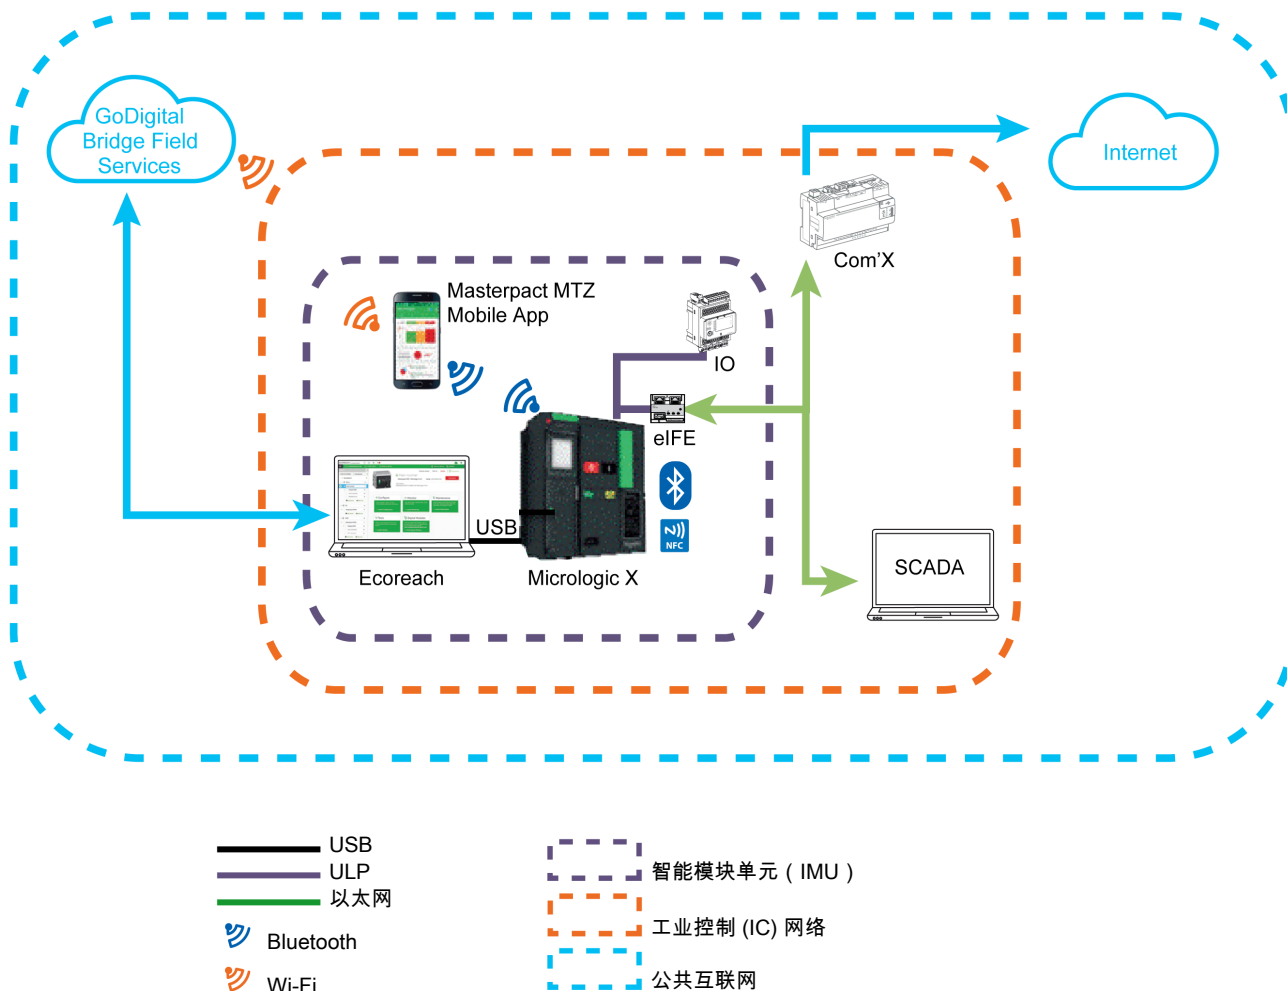 GoDigital
Bridge Field
Services
Internet
Com'X
Masterpact MTZ
Mobile App
IO
eIFE
USB
NFC
Ecoreach
Micrologic X
SCADA
USB
ULP
以太网
Bluetooth
Wi-Fi
智能模块单元 ( IMU )
工业控制 (IC) 网络
公共互联网